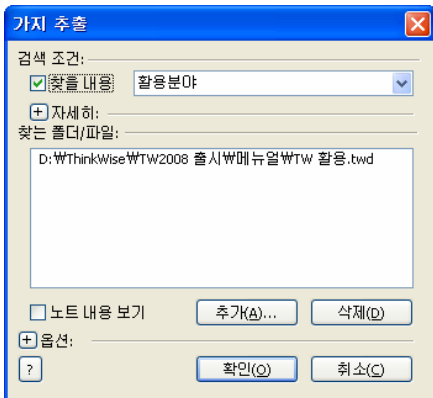 가지 추출
검색 조건:
찾을 내용 활용분야
자세히:
찾는 폴더/파일:
D:₩ThinkWise₩TW2008 출시₩메뉴얼₩TW 활용.twd
노트 내용 보기 추가(A)... 삭제(D)
옵션:
? 확인(O) 취소(C)